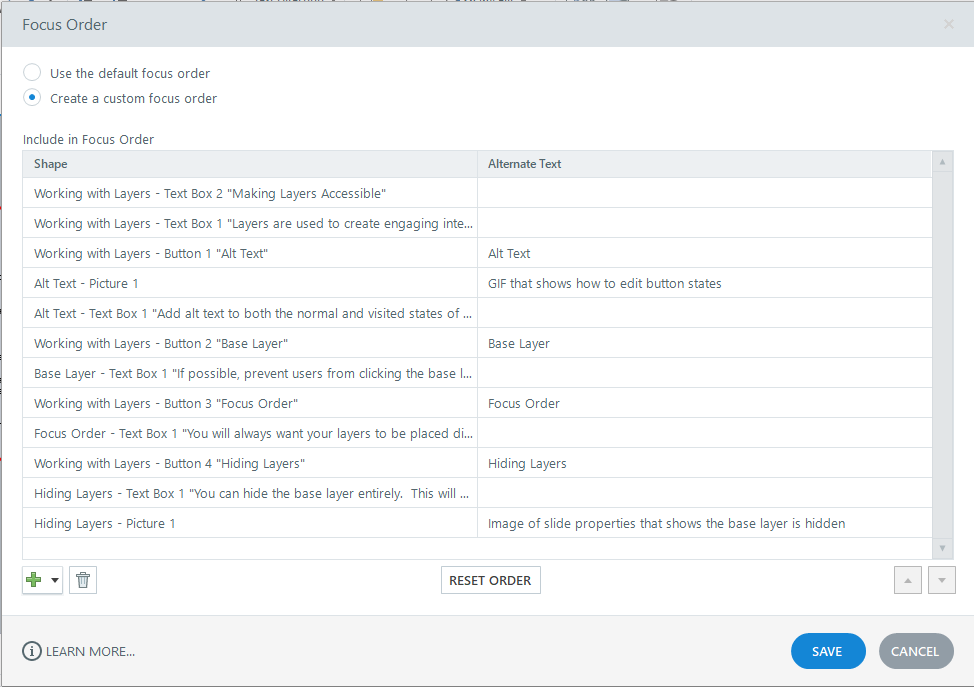 Focus Order
Use the default focus order
Create a custom focus order
Include in Focus Order
Shape Alternate Text
Working with Layers - Text Box 2 "Making Layers Accessible"
Working with Layers - Text Box 1 "Layers are used to create engaging inte...
Working with Layers - Button 1 "Alt Text" Alt Text
Alt Text - Picture 1 GIF that shows how to edit button states
Alt Text - Text Box 1 "Add alt text to both the normal and visited states of ...
Working with Layers - Button 2 "Base Layer" Base Layer
Base Layer - Text Box 1 "If possible, prevent users from clicking the base l...
Working with Layers - Button 3 "Focus Order" Focus Order
Focus Order - Text Box 1 "You will always want your layers to be placed di...
Working with Layers - Button 4 "Hiding Layers" Hiding Layers
Hiding Layers - Text Box 1 "You can hide the base layer entirely.  This will ...
Hiding Layers - Picture 1 Image of slide properties that shows the base layer is hidden
RESET ORDER
LEARN MORE... SAVE CANCEL